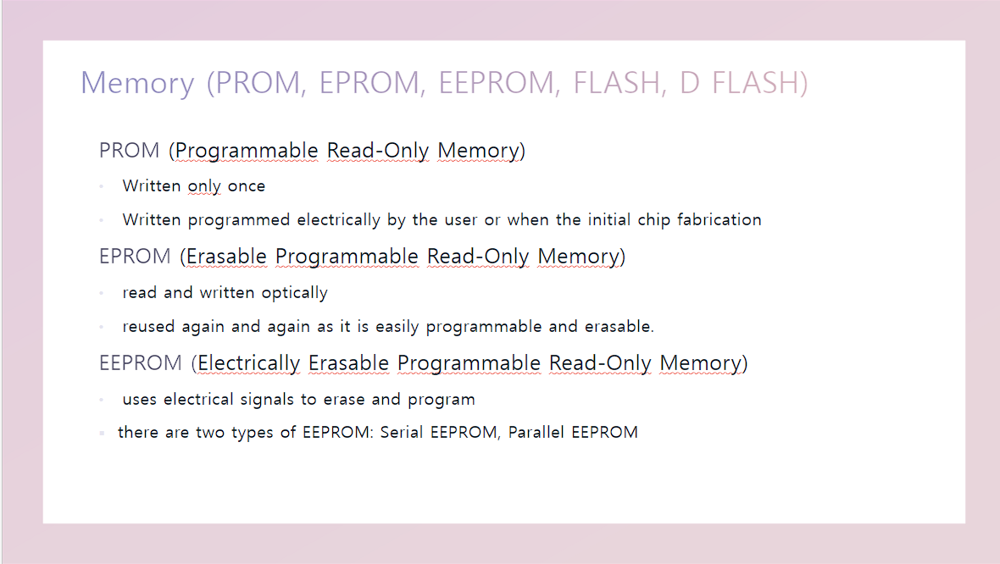 Memory (PROM, EPROM, EEPROM, FLASH, D FLASH)
PROM (Programmable Read-Only Memory)
Written only once
Written programmed electrically by the user or when the initial chip fabrication
EPROM (Erasable Programmable Read-Only Memory)
read and written optically
reused again and again as it is easily programmable and erasable.
EEPROM (Electrically Erasable Programmable Read-Only Memory)
uses electrical signals to erase and program
there are two types of EEPROM: Serial EEPROM, Parallel EEPROM